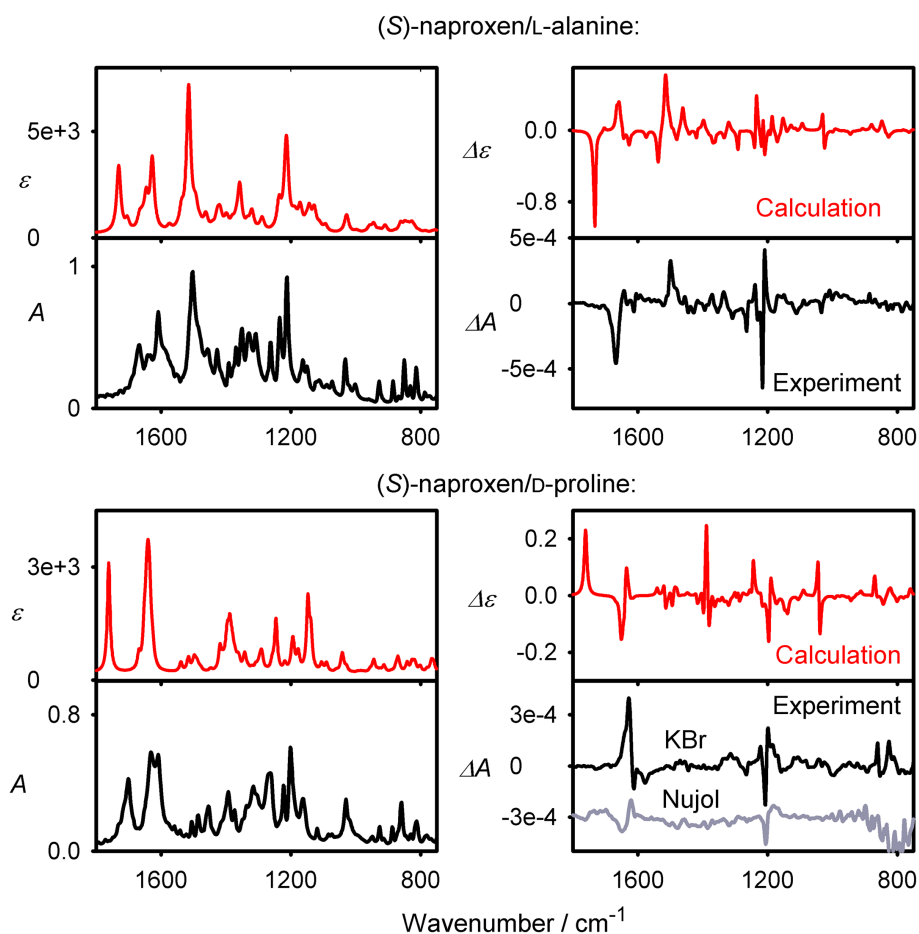 (S)-naproxen/L-alanine:
5e+3
ε
0
1
A
0
1600
1200
800
0.0
Δε
-0.8
Calculation
5e-4
0
ΔA
-5e-4
Experiment
1600
1200
800
(S)-naproxen/D-proline:
3e+3
ε
0
0.8
A
0.0
1600
1200
800
0.2
Δε
0.0
-0.2
Calculation
Experiment
3e-4
KBr
ΔA
0
Nujol
-3e-4
1600
1200
800
Wavenumber / cm⁻¹